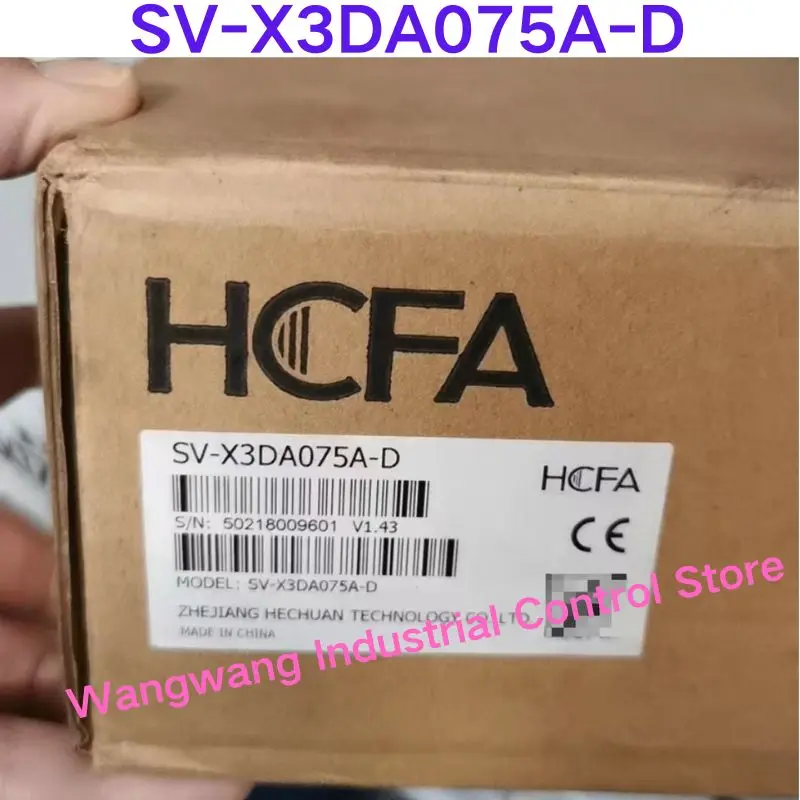 SV-X3DA075A-D
HCFA
SV-X3DA075A-D
HCFA
S/N: 50218009601 V1.43
CE
MODEL: SV-X3DA075A-D
ZHEJIANG HECHUAN TECHNOLOGY CO.,LTD
MADE IN CHINA
Wangwang Industrial Control Store